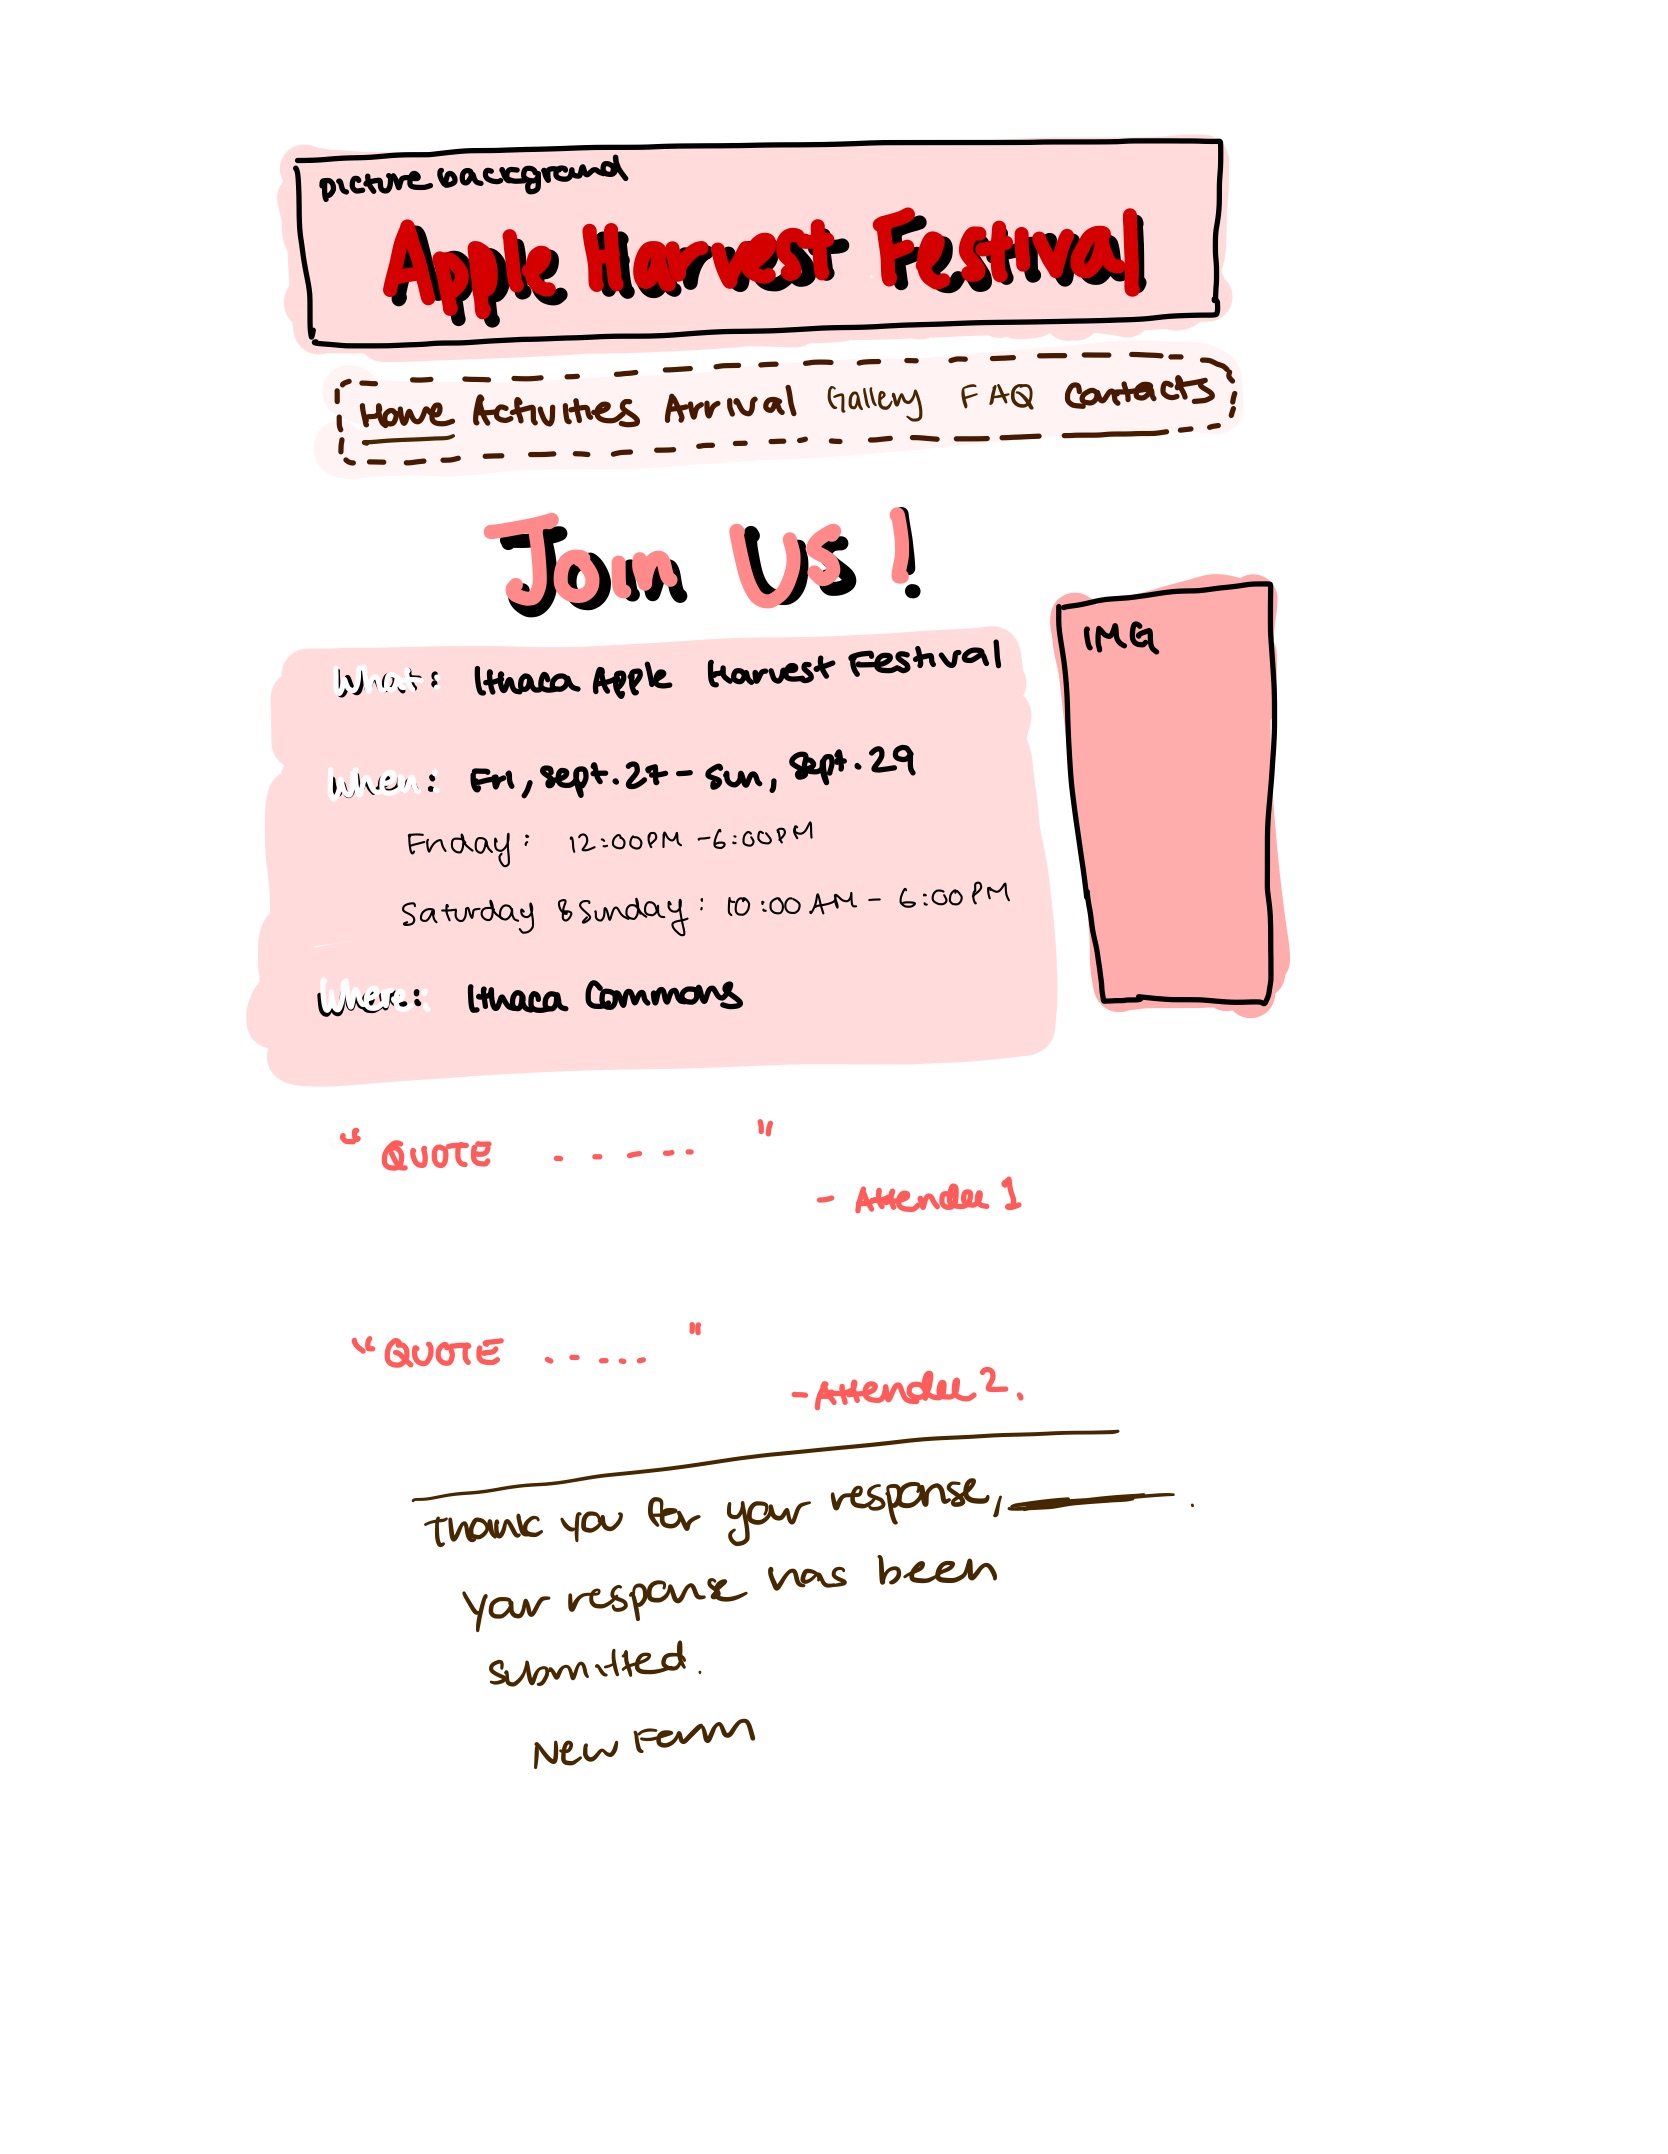 picture background
Apple Harvest Festival
Home Activities Arrival Gallery FAQ Contacts
Join Us!
IMG
What: Ithaca Apple Harvest Festival
When: Fri, Sept. 27 - Sun, Sept. 29
Friday: 12:00PM - 6:00PM
Saturday & Sunday: 10:00 AM - 6:00 PM
Where: Ithaca Commons
"QUOTE ----- "
- Attendee 1
"QUOTE ..... "
- Attendee 2.
Thank you for your response, ______.
Your response has been
submitted.
New Form